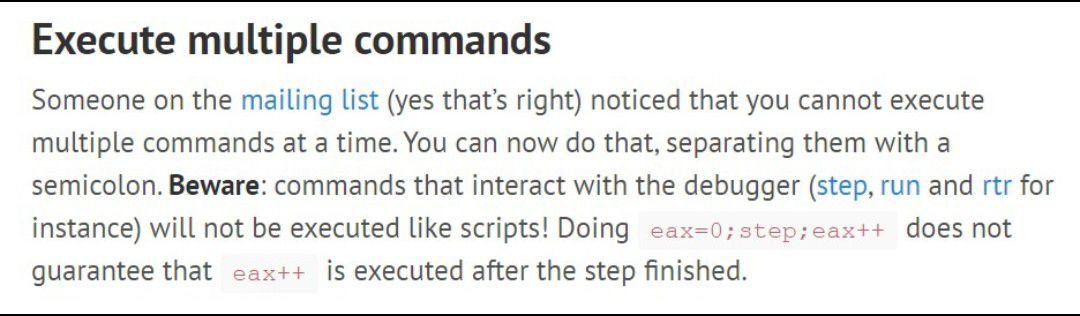 Execute multiple commands
Someone on the mailing list (yes that’s right) noticed that you cannot execute
multiple commands at a time. You can now do that, separating them with a
semicolon. Beware: commands that interact with the debugger (step, run and rtr for
instance) will not be executed like scripts! Doing eax=0;step;eax++ does not
guarantee that eax++ is executed after the step finished.